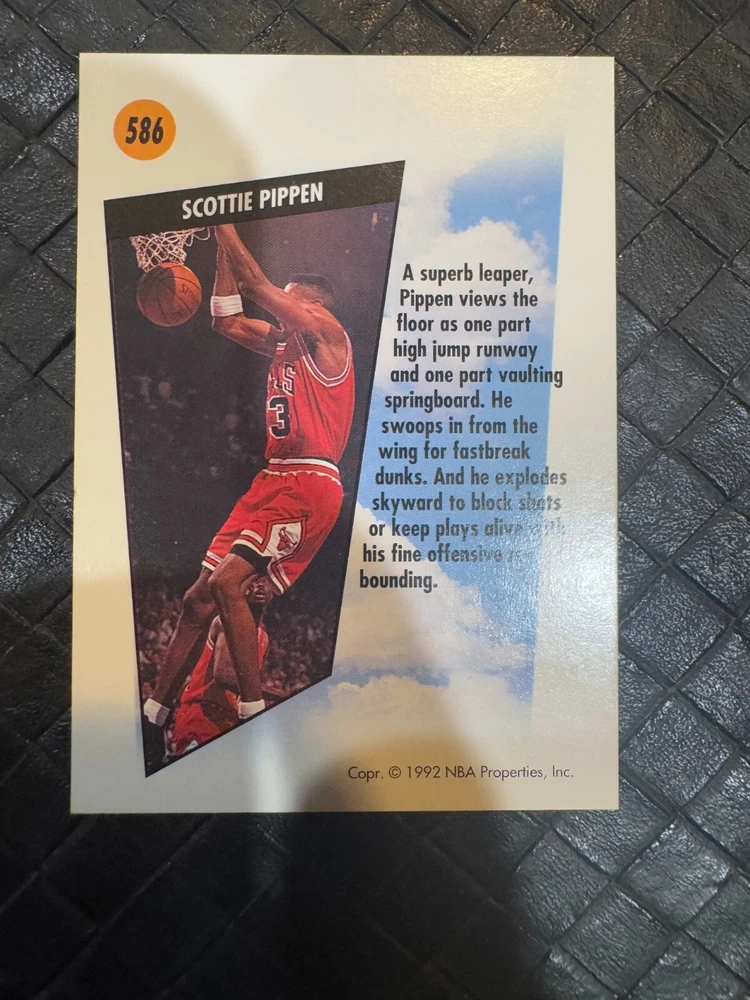 586
SCOTTIE PIPPEN
A superb leaper,
Pippen views the
floor as one part
high jump runway
and one part vaulting
springboard. He
swoops in from the
wing for fastbreak
dunks. And he explodes
skyward to block shots
or keep plays alive with
his fine offensive
bounding.
3
Copr. © 1992 NBA Properties, Inc.